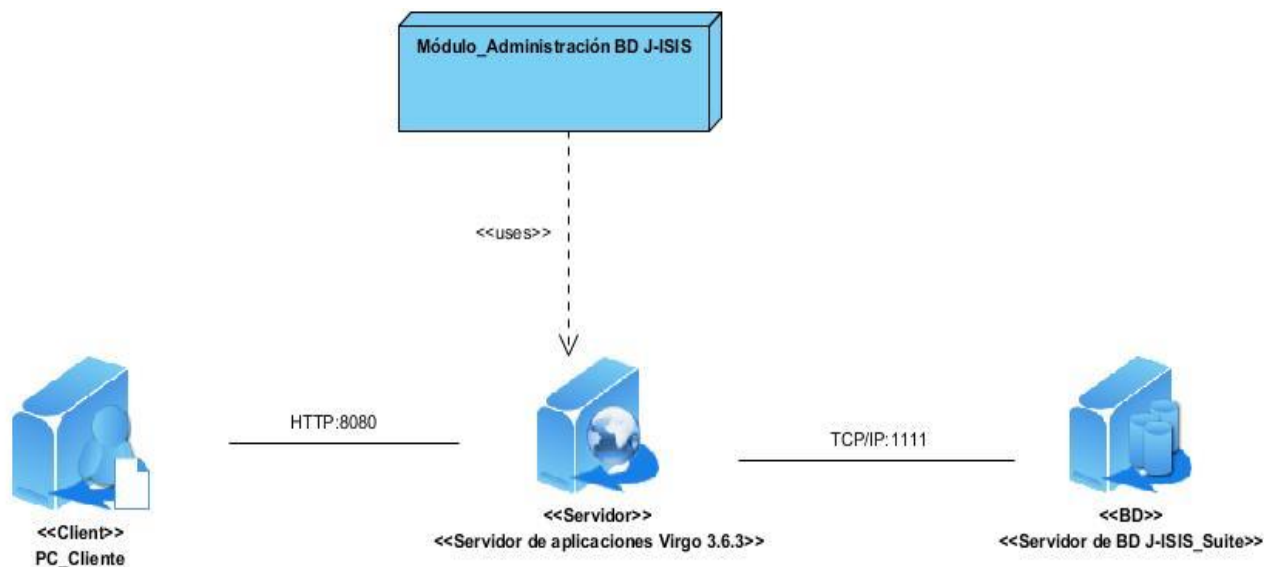 Módulo_Administración BD J-ISIS
<<uses>>
HTTP:8080
TCP/IP:1111
<<Client>>
PC_Cliente
<<Servidor>>
<<Servidor de aplicaciones Virgo 3.6.3>>
<<BD>>
<<Servidor de BD J-ISIS_Suite>>